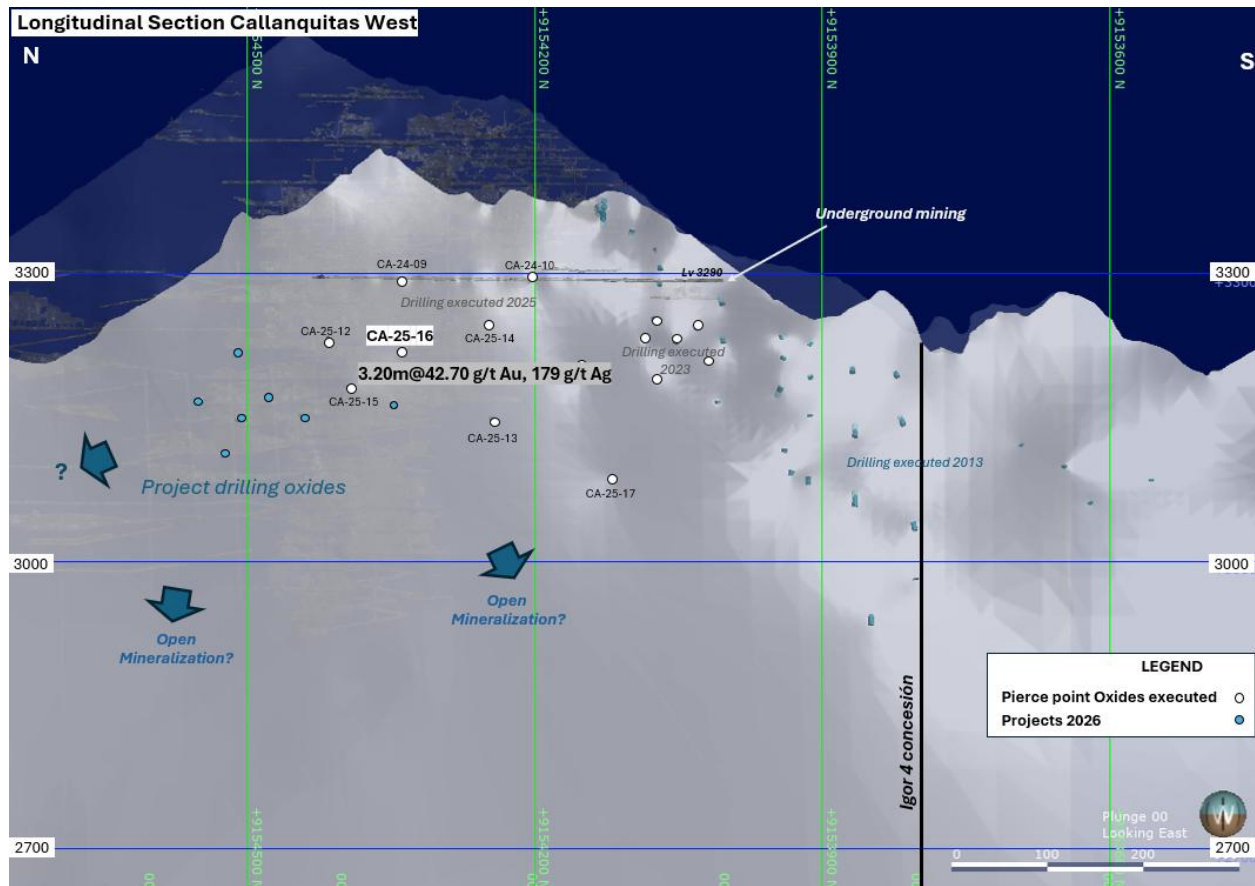 Longitudinal Section Callanquitas West
N
S
+9154500 N
+9154200 N
+9153900 N
+9153600 N
Underground mining
3300
3300
CA-24-09
CA-24-10
Lv 3290
Drilling executed 2025
CA-25-12
CA-25-16
CA-25-14
Drilling executed
2023
3.20m@42.70 g/t Au, 179 g/t Ag
CA-25-15
CA-25-13
?
Project drilling oxides
Drilling executed 2013
CA-25-17
3000
3000
Open
Mineralization?
Open
Mineralization?
LEGEND
Pierce point Oxides executed
Projects 2026
Igor 4 concesión
Plunge 00
Looking East
0
100
200
2700
2700
+9154500 N
+9154200 N
+9153900 N